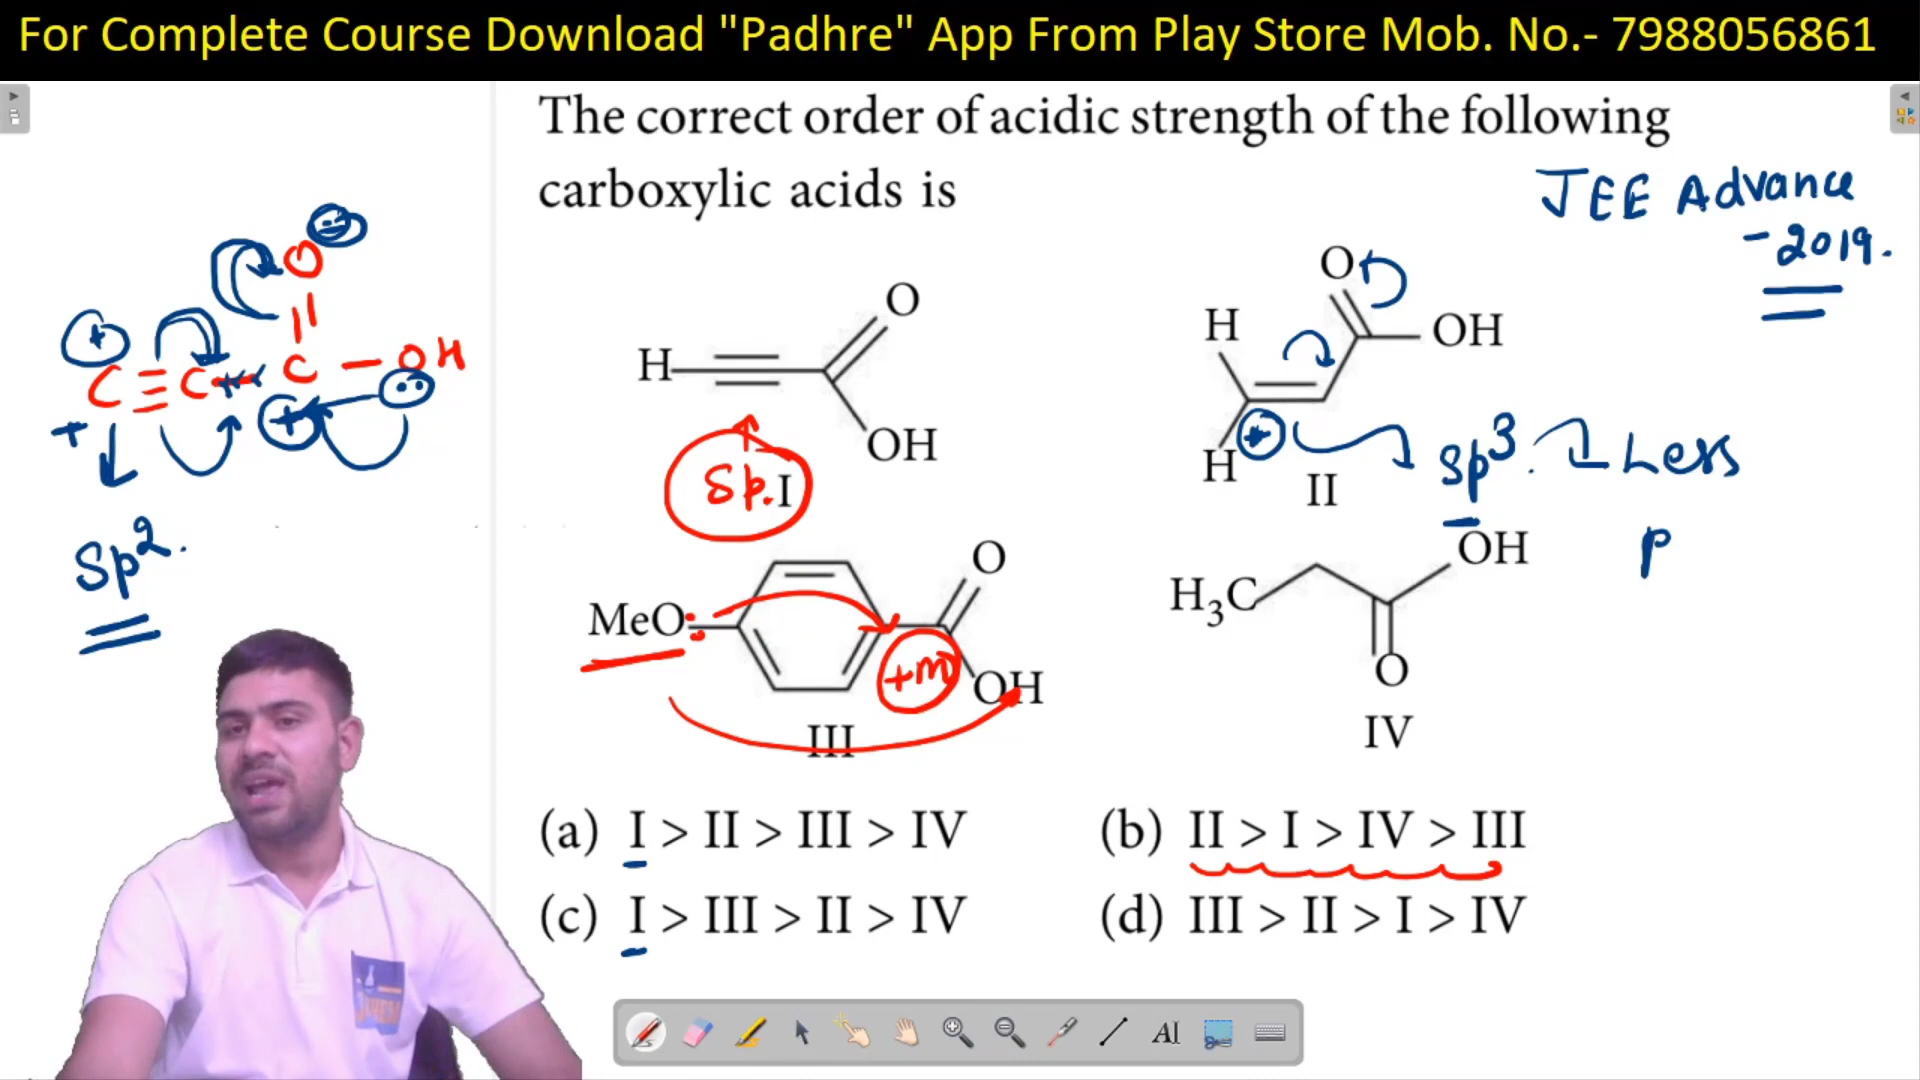 For Complete Course Download "Padhre" App From Play Store Mob. No.- 7988056861
The correct order of acidic strength of the following
carboxylic acids is
JEE Advance
- 2019.
H
O
OH
Sp. I
H
H
O
OH
+
II
Sp3. Less
P
O
C ≡ C - C - OH
+
+
+
Sp2.
MeO:
O
OH
+m
III
H3C
OH
O
IV
(a) I > II > III > IV
(b) II > I > IV > III
(c) I > III > II > IV
(d) III > II > I > IV
AI